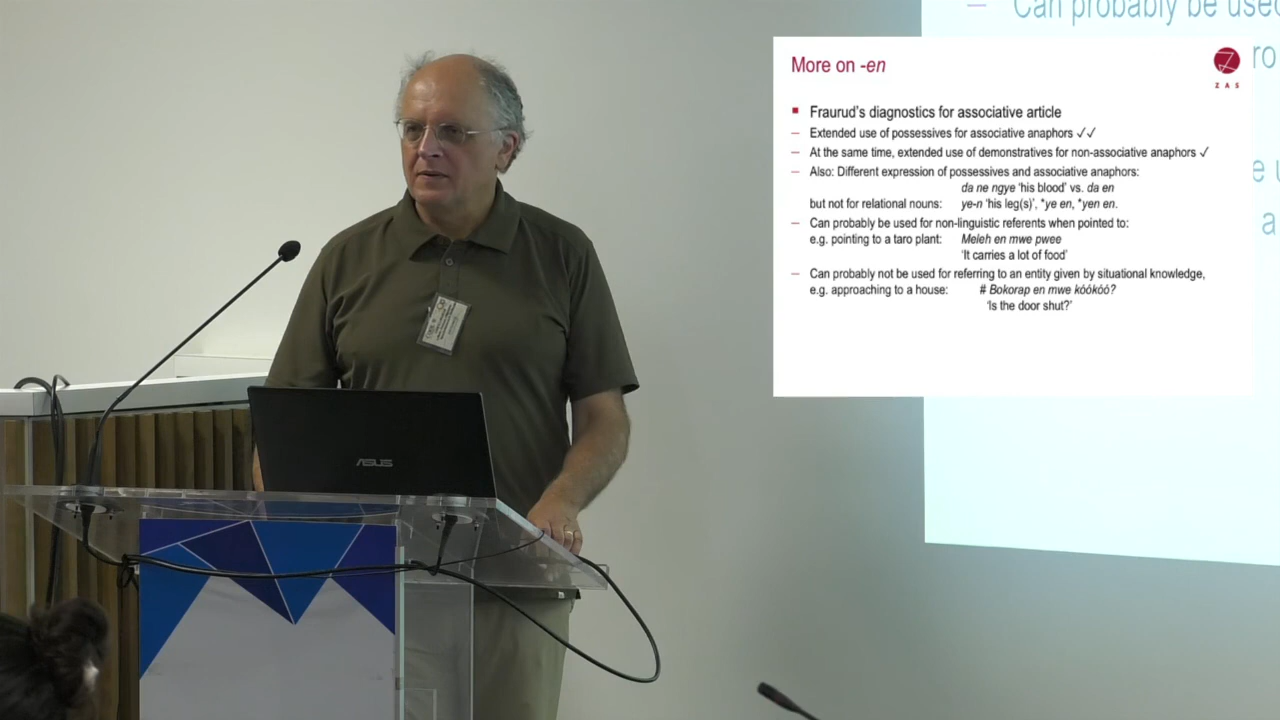 Can probably be used
More on -en
ZAS
Fraurud's diagnostics for associative article
Extended use of possessives for associative anaphors ✓✓
At the same time, extended use of demonstratives for non-associative anaphors ✓
Also: Different expression of possessives and associative anaphors:
da ne ngye 'his blood' vs. da en
but not for relational nouns: ye-n 'his leg(s)', *ye en, *yen en.
Can probably be used for non-linguistic referents when pointed to:
e.g. pointing to a taro plant: Meleh en mwe pwee
'It carries a lot of food'
Can probably not be used for referring to an entity given by situational knowledge,
e.g. approaching to a house: # Bokorap en mwe kóókóó?
'Is the door shut?'
ASUS